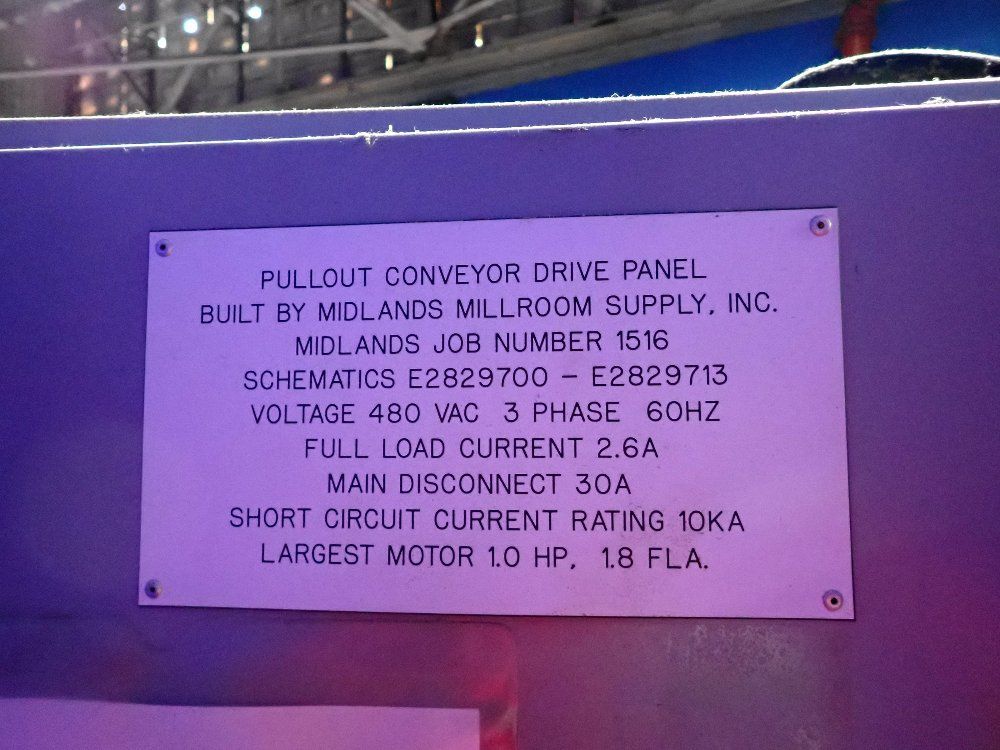 PULLOUT CONVEYOR DRIVE PANEL
BUILT BY MIDLANDS MILLROOM SUPPLY, INC.
MIDLANDS JOB NUMBER 1516
SCHEMATICS E2829700 – E2829713
VOLTAGE 480 VAC 3 PHASE 60HZ
FULL LOAD CURRENT 2.6A
MAIN DISCONNECT 30A
SHORT CIRCUIT CURRENT RATING 10KA
LARGEST MOTOR 1.0 HP, 1.8 FLA.